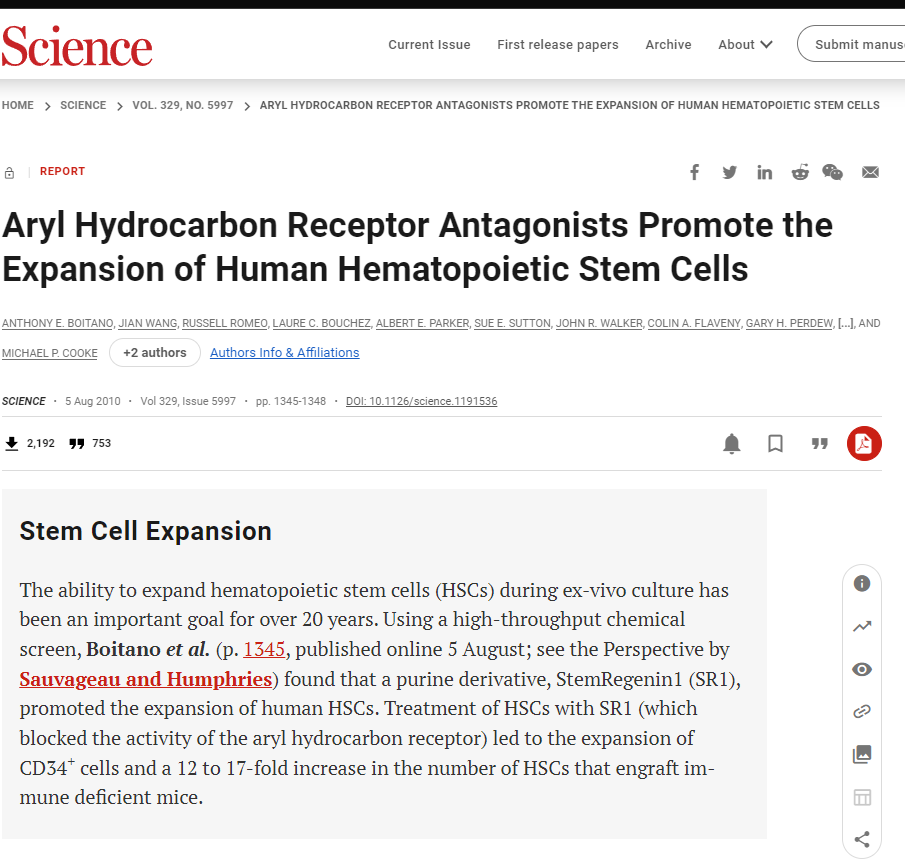 Science
Current Issue First release papers Archive About Submit manus
HOME > SCIENCE > VOL. 329, NO. 5997 > ARYL HYDROCARBON RECEPTOR ANTAGONISTS PROMOTE THE EXPANSION OF HUMAN HEMATOPOIETIC STEM CELLS
REPORT
Aryl Hydrocarbon Receptor Antagonists Promote the
Expansion of Human Hematopoietic Stem Cells
ANTHONY E. BOITANO, JIAN WANG, RUSSELL ROMEO, LAURE C. BOUCHEZ, ALBERT E. PARKER, SUE E. SUTTON, JOHN R. WALKER, COLIN A. FLAVENY, GARY H. PERDEW, [...], AND
MICHAEL P. COOKE +2 authors Authors Info & Affiliations
SCIENCE · 5 Aug 2010 · Vol 329, Issue 5997 · pp. 1345-1348 · DOI: 10.1126/science.1191536
2,192 753
Stem Cell Expansion
The ability to expand hematopoietic stem cells (HSCs) during ex-vivo culture has
been an important goal for over 20 years. Using a high-throughput chemical
screen, Boitano et al. (p. 1345, published online 5 August; see the Perspective by
Sauvageau and Humphries) found that a purine derivative, StemRegenin1 (SR1),
promoted the expansion of human HSCs. Treatment of HSCs with SR1 (which
blocked the activity of the aryl hydrocarbon receptor) led to the expansion of
CD34⁺ cells and a 12 to 17-fold increase in the number of HSCs that engraft im-
mune deficient mice.